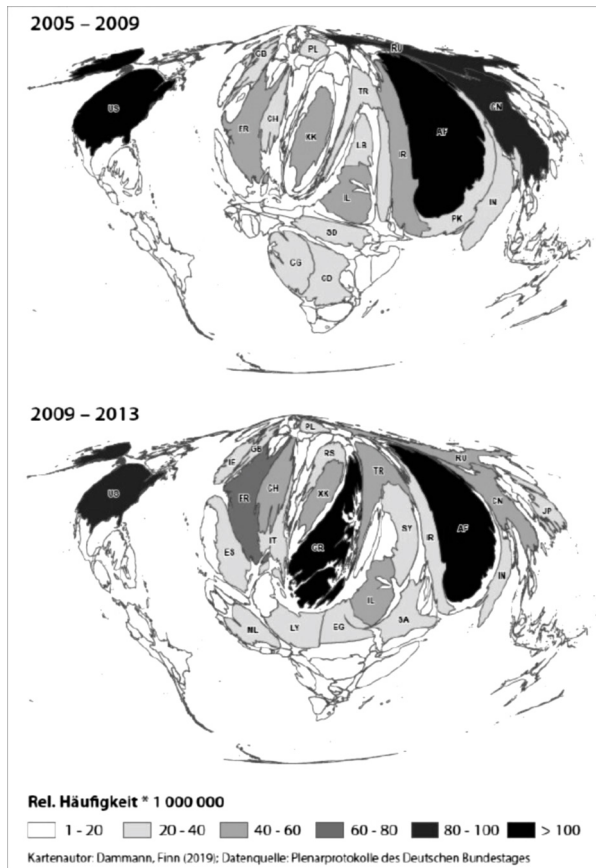 2005 – 2009
GB
PL
RU
US
CN
FR
CH
TR
KK
AF
LB
IR
IL
PK
IN
SD
CG
CD
2009 – 2013
PL
IE
GB
RS
RU
US
TR
FR
CH
KK
CN
AF
JP
ES
IT
GR
SY
IR
IN
IL
ML
LY
EG
SA
Rel. Häufigkeit * 1 000 000
1 - 20
20 - 40
40 - 60
60 - 80
80 - 100
> 100
Kartenautor: Dammann, Finn (2019); Datenquelle: Plenarprotokolle des Deutschen Bundestages